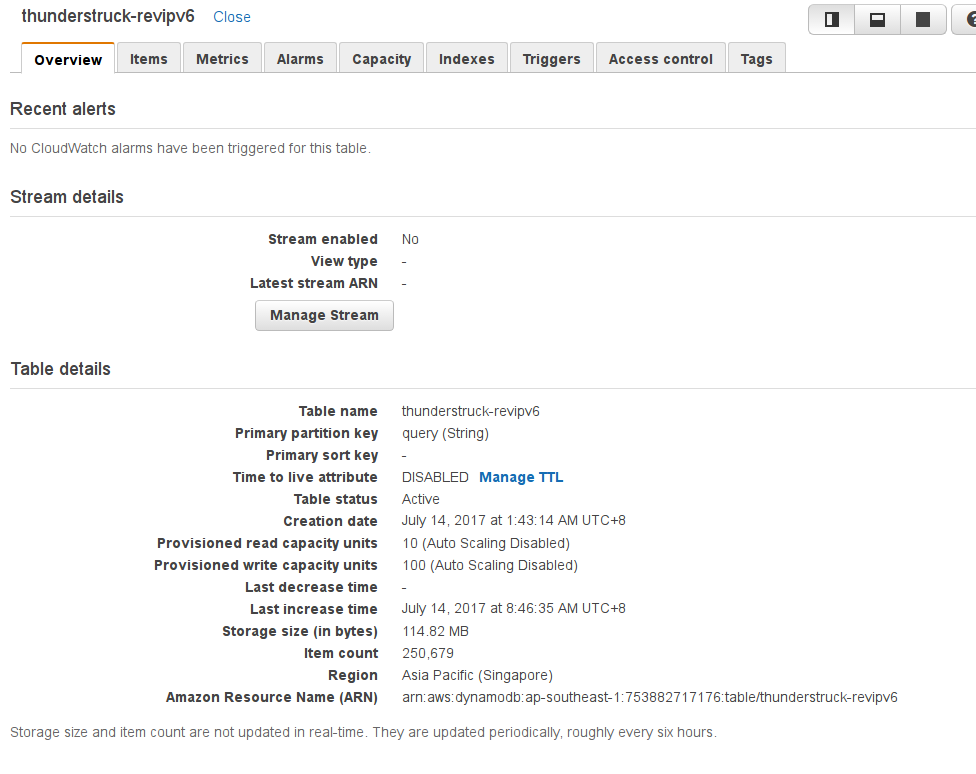 thunderstruck-revipv6 Close
Overview Items Metrics Alarms Capacity Indexes Triggers Access control Tags
Recent alerts
No CloudWatch alarms have been triggered for this table.
Stream details
Stream enabled No
View type -
Latest stream ARN -
Manage Stream
Table details
Table name thunderstruck-revipv6
Primary partition key query (String)
Primary sort key -
Time to live attribute DISABLED Manage TTL
Table status Active
Creation date July 14, 2017 at 1:43:14 AM UTC+8
Provisioned read capacity units 10 (Auto Scaling Disabled)
Provisioned write capacity units 100 (Auto Scaling Disabled)
Last decrease time -
Last increase time July 14, 2017 at 8:46:35 AM UTC+8
Storage size (in bytes) 114.82 MB
Item count 250,679
Region Asia Pacific (Singapore)
Amazon Resource Name (ARN) arn:aws:dynamodb:ap-southeast-1:753882717176:table/thunderstruck-revipv6
Storage size and item count are not updated in real-time. They are updated periodically, roughly every six hours.